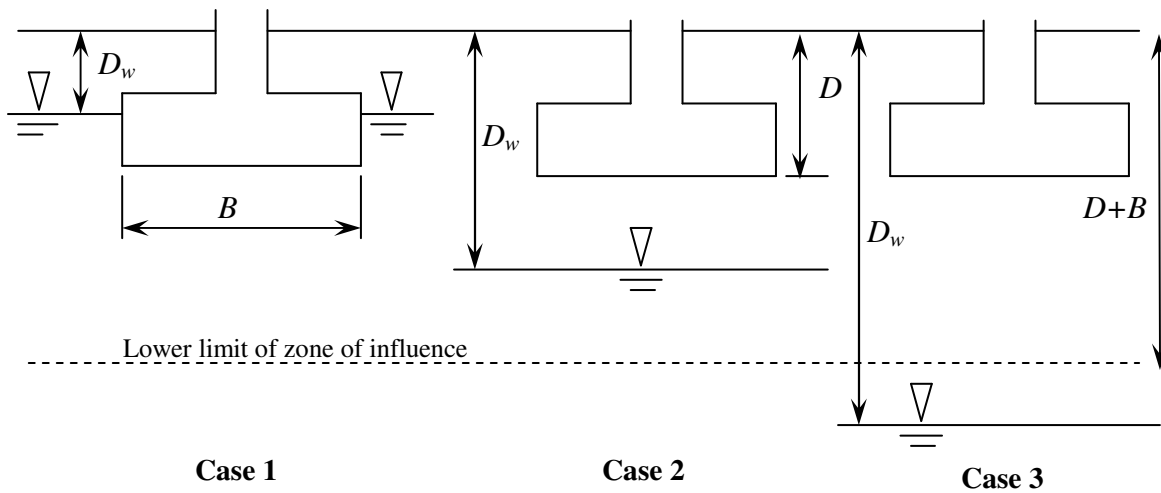 D_w
D
D_w
B
D+B
D_w
Lower limit of zone of influence
Case 1
Case 2
Case 3